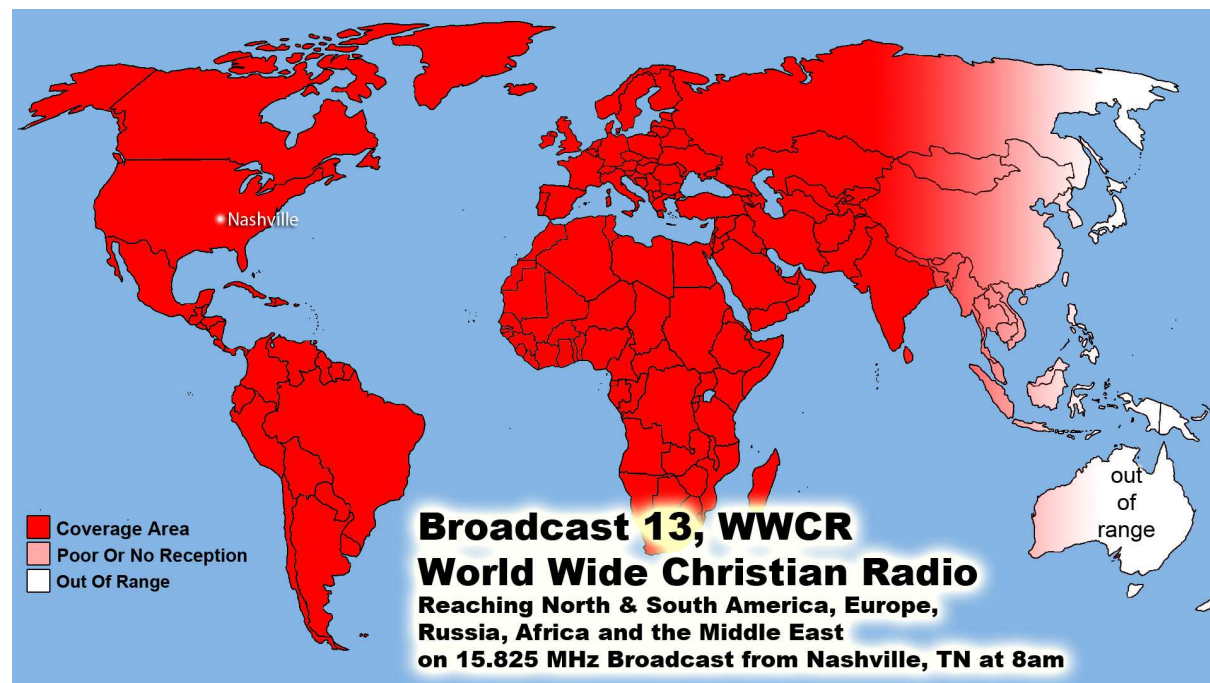 Nashville
out
of
range
Coverage Area
Poor Or No Reception
Out Of Range
Broadcast 13, WWCR
World Wide Christian Radio
Reaching North & South America, Europe,
Russia, Africa and the Middle East
on 15.825 MHz Broadcast from Nashville, TN at 8am